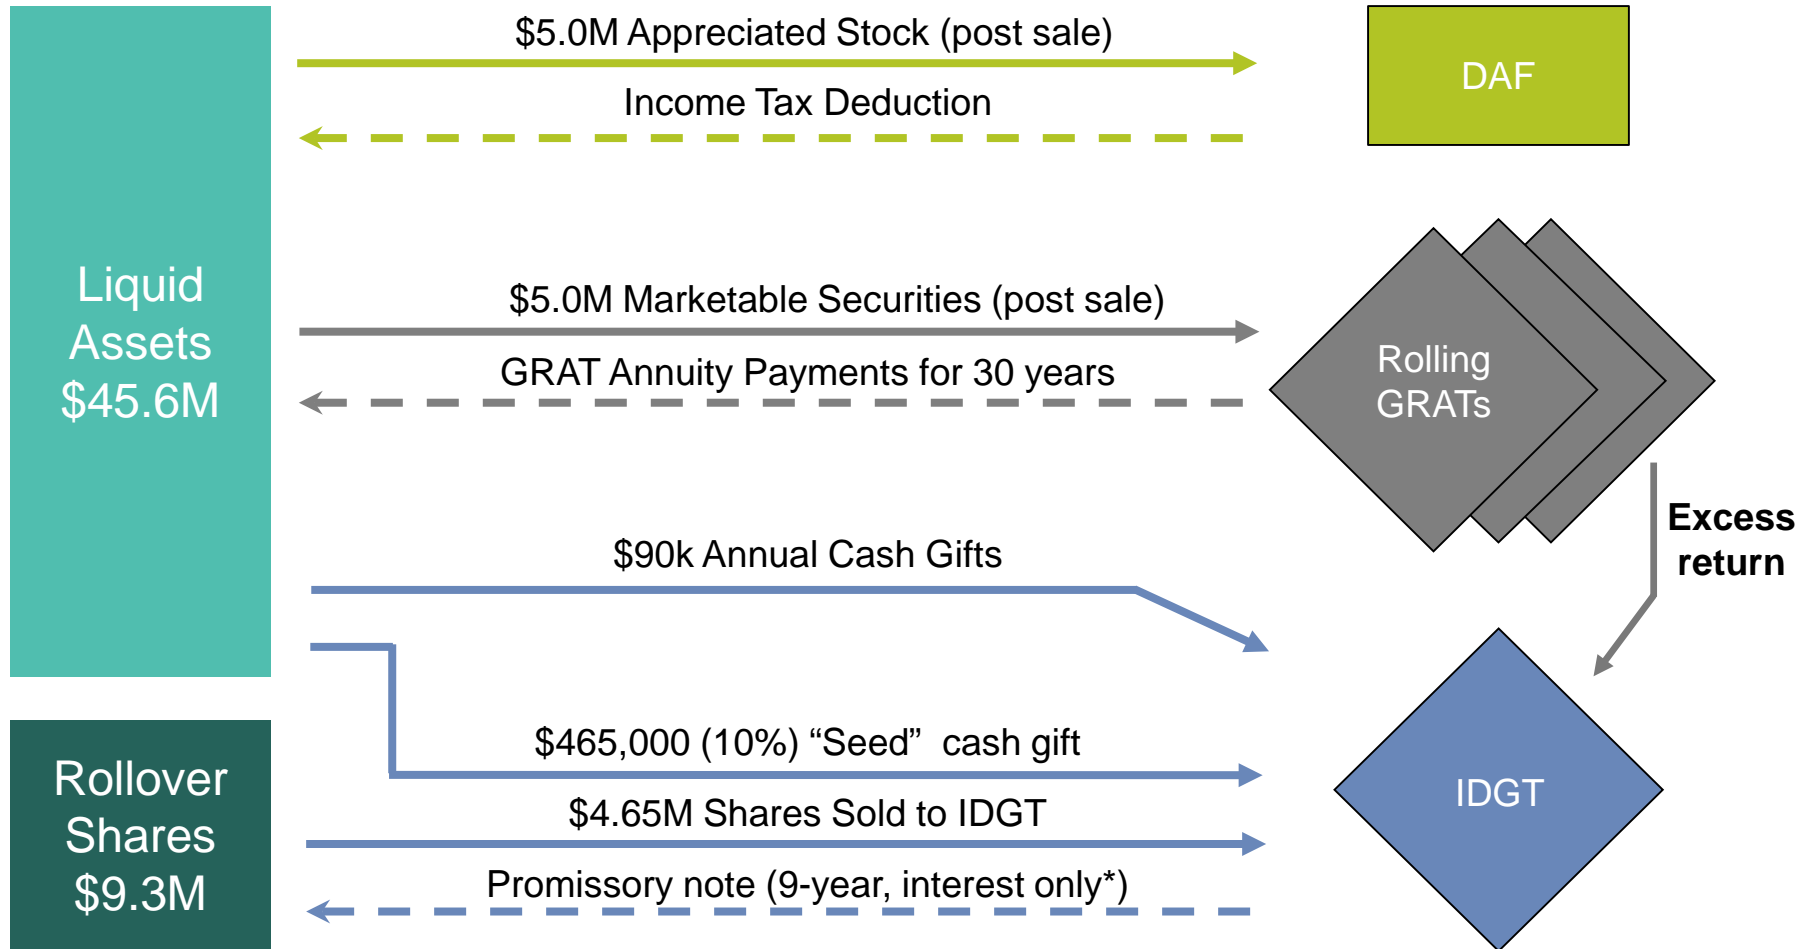 $5.0M Appreciated Stock (post sale)
DAF
Income Tax Deduction
Liquid
Assets
$45.6M
$5.0M Marketable Securities (post sale)
GRAT Annuity Payments for 30 years
Rolling
GRATs
Excess
return
$90k Annual Cash Gifts
$465,000 (10%) “Seed”  cash gift
Rollover
Shares
$9.3M
$4.65M Shares Sold to IDGT
IDGT
Promissory note (9-year, interest only*)